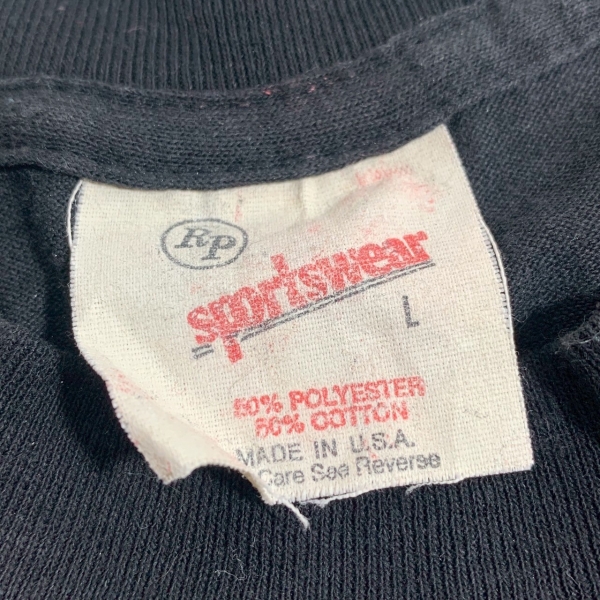 RP
sportswear
L
50% POLYESTER
50% COTTON
MADE IN U.S.A.
Care See Reverse